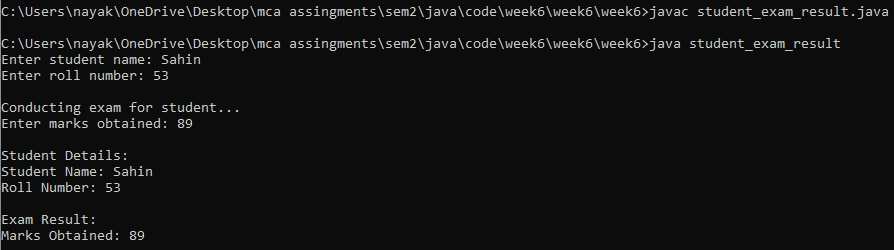 C:\Users\nayak\OneDrive\Desktop\mca assingments\sem2\java\code\week6\week6\week6>javac student_exam_result.java
C:\Users\nayak\OneDrive\Desktop\mca assingments\sem2\java\code\week6\week6\week6>java student_exam_result
Enter student name: Sahin
Enter roll number: 53
Conducting exam for student...
Enter marks obtained: 89
Student Details:
Student Name: Sahin
Roll Number: 53
Exam Result:
Marks Obtained: 89